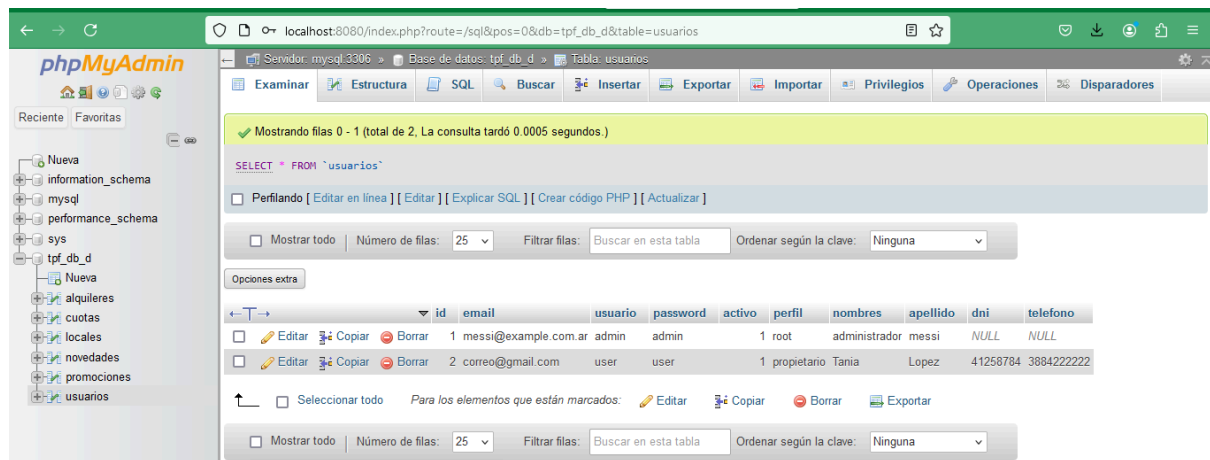 localhost:8080/index.php?route=/sql&pos=0&db=tpf_db_d&table=usuarios
phpMyAdmin
Reciente Favoritas
Nueva
information_schema
mysql
performance_schema
sys
tpf_db_d
Nueva
alquileres
cuotas
locales
novedades
promociones
usuarios
Servidor: mysql:3306 » Base de datos: tpf_db_d » Tabla: usuarios
Examinar Estructura SQL Buscar Insertar Exportar Importar Privilegios Operaciones Disparadores
Mostrando filas 0 - 1 (total de 2, La consulta tardó 0.0005 segundos.)
SELECT * FROM `usuarios`
Perfilando [ Editar en línea ] [ Editar ] [ Explicar SQL ] [ Crear código PHP ] [ Actualizar ]
Mostrar todo | Número de filas: 25 Filtrar filas: Buscar en esta tabla Ordenar según la clave: Ninguna
Opciones extra
←T→ id email usuario password activo perfil nombres apellido dni telefono
Editar Copiar Borrar 1 messi@example.com.ar admin admin 1 root administrador messi NULL NULL
Editar Copiar Borrar 2 correo@gmail.com user user 1 propietario Tania Lopez 41258784 3884222222
Seleccionar todo Para los elementos que están marcados: Editar Copiar Borrar Exportar
Mostrar todo | Número de filas: 25 Filtrar filas: Buscar en esta tabla Ordenar según la clave: Ninguna